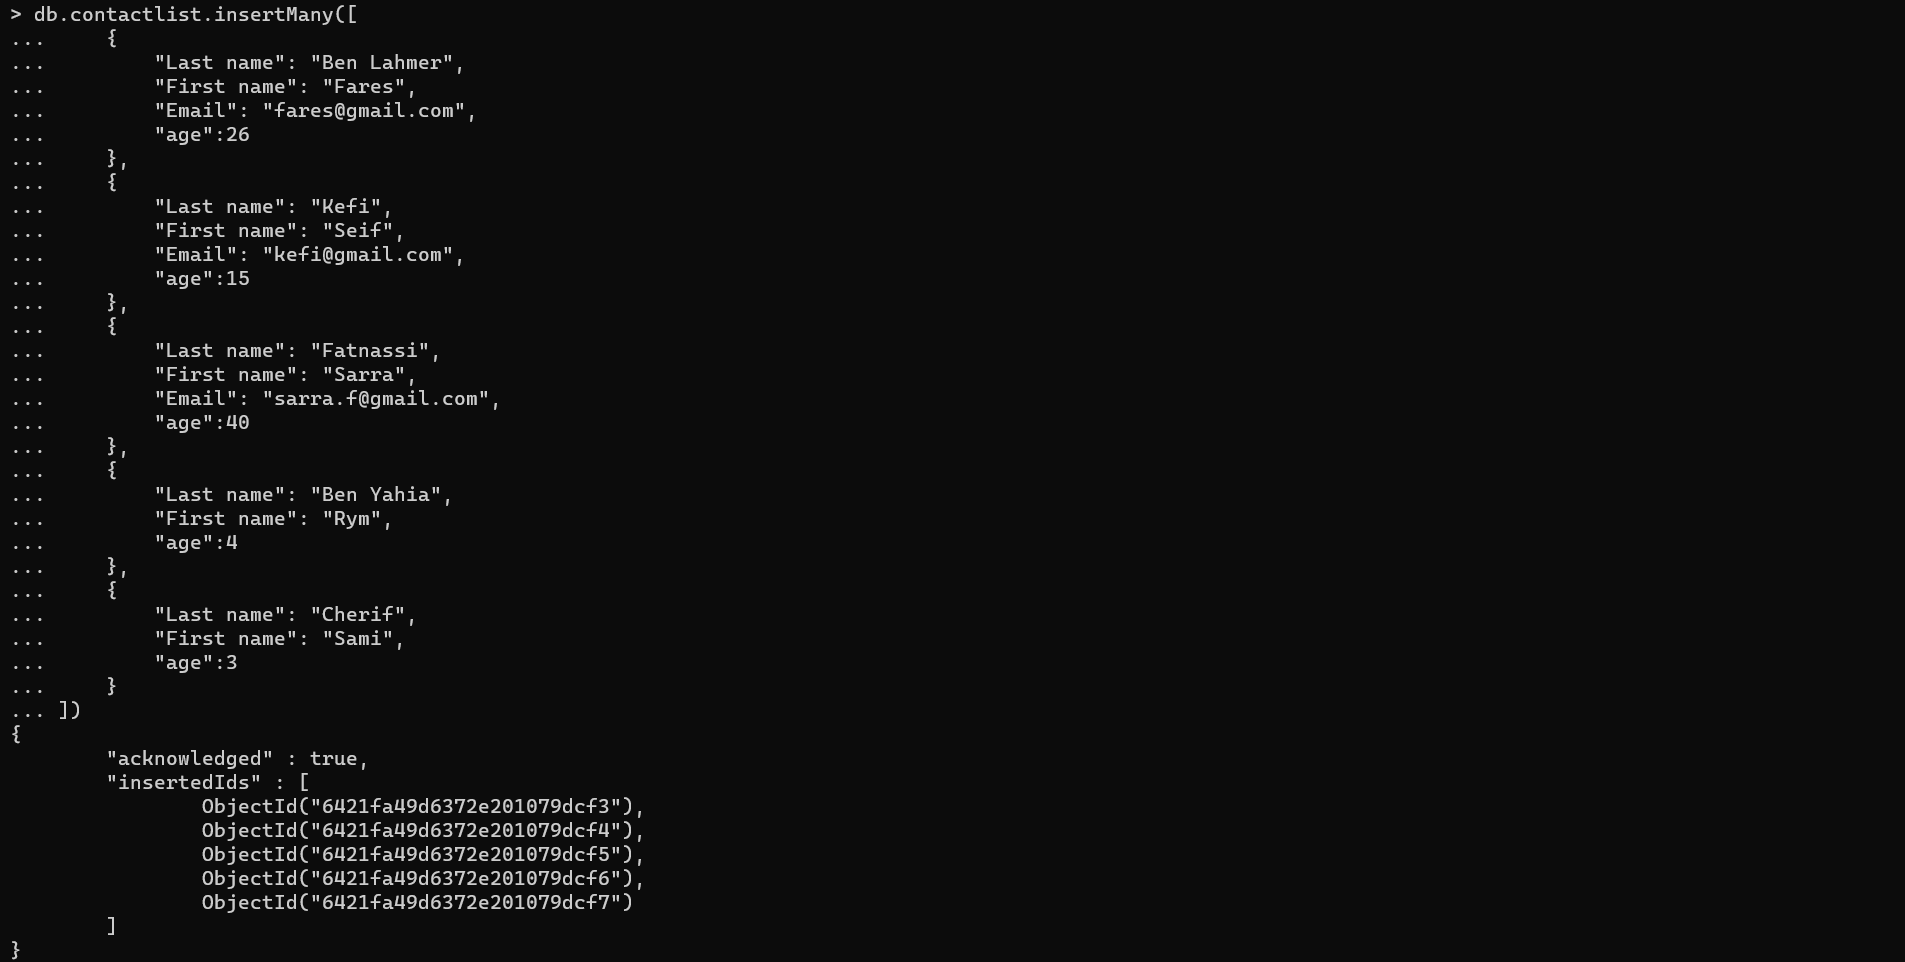 > db.contactlist.insertMany([
...     {
...         "Last name": "Ben Lahmer",
...         "First name": "Fares",
...         "Email": "fares@gmail.com",
...         "age":26
...     },
...     {
...         "Last name": "Kefi",
...         "First name": "Seif",
...         "Email": "kefi@gmail.com",
...         "age":15
...     },
...     {
...         "Last name": "Fatnassi",
...         "First name": "Sarra",
...         "Email": "sarra.f@gmail.com",
...         "age":40
...     },
...     {
...         "Last name": "Ben Yahia",
...         "First name": "Rym",
...         "age":4
...     },
...     {
...         "Last name": "Cherif",
...         "First name": "Sami",
...         "age":3
...     }
... ])
{
        "acknowledged" : true,
        "insertedIds" : [
                ObjectId("6421fa49d6372e201079dcf3"),
                ObjectId("6421fa49d6372e201079dcf4"),
                ObjectId("6421fa49d6372e201079dcf5"),
                ObjectId("6421fa49d6372e201079dcf6"),
                ObjectId("6421fa49d6372e201079dcf7")
        ]
}